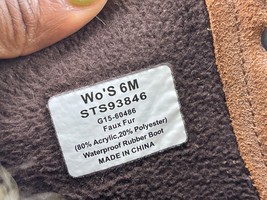 Wo'S 6M
STS93846
G15-60486
Faux Fur
(80% Acrylic,20% Polyester)
Waterproof Rubber Boot
MADE IN CHINA